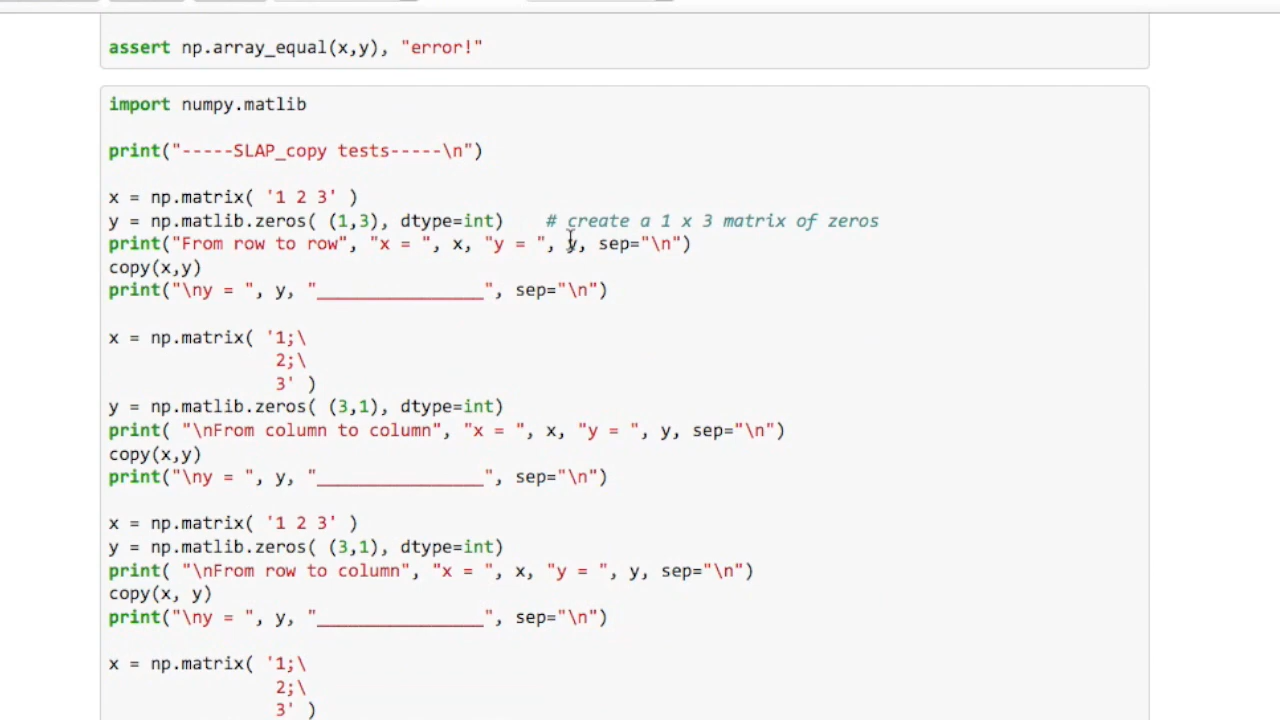 assert np.array_equal(x,y), "error!"
import numpy.matlib
print("-----SLAP_copy tests-----\n")
x = np.matrix( '1 2 3' )
y = np.matlib.zeros( (1,3), dtype=int)    # create a 1 x 3 matrix of zeros
print("From row to row", "x = ", x, "y = ", y, sep="\n")
copy(x,y)
print("\ny = ", y, "________________", sep="\n")
x = np.matrix( '1;\
                2;\
                3' )
y = np.matlib.zeros( (3,1), dtype=int)
print( "\nFrom column to column", "x = ", x, "y = ", y, sep="\n")
copy(x,y)
print("\ny = ", y, "________________", sep="\n")
x = np.matrix( '1 2 3' )
y = np.matlib.zeros( (3,1), dtype=int)
print( "\nFrom row to column", "x = ", x, "y = ", y, sep="\n")
copy(x, y)
print("\ny = ", y, "________________", sep="\n")
x = np.matrix( '1;\
                2;\
                3' )